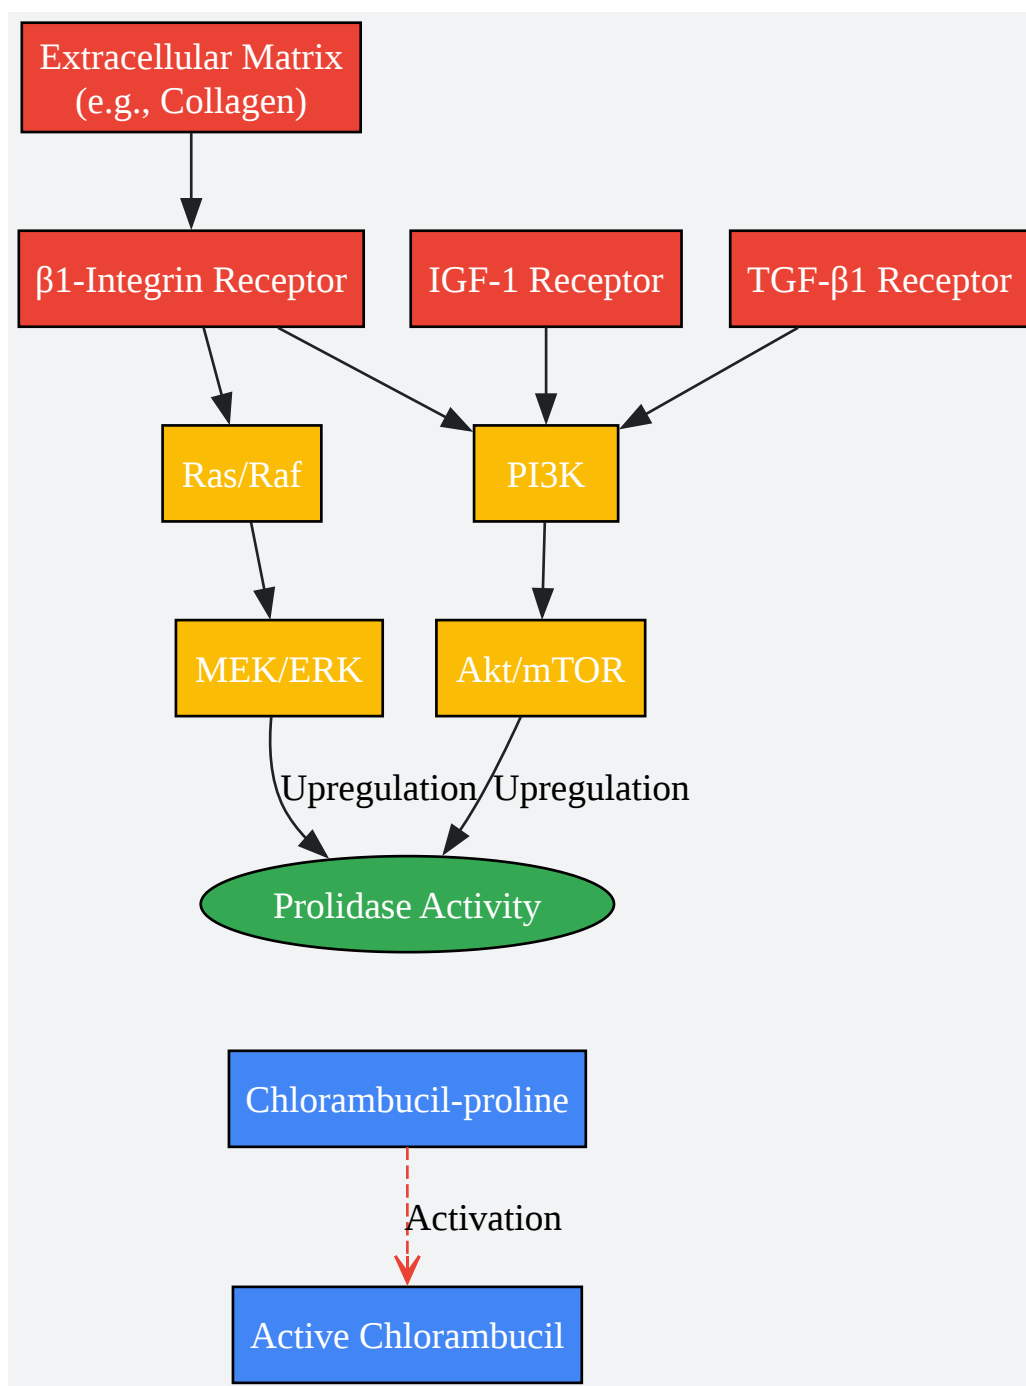 Extracellular Matrix
(e.g., Collagen)
β1-Integrin Receptor
IGF-1 Receptor
TGF-β1 Receptor
Ras/Raf
PI3K
MEK/ERK
Akt/mTOR
Upregulation
Upregulation
Prolidase Activity
Chlorambucil-proline
Activation
Active Chlorambucil